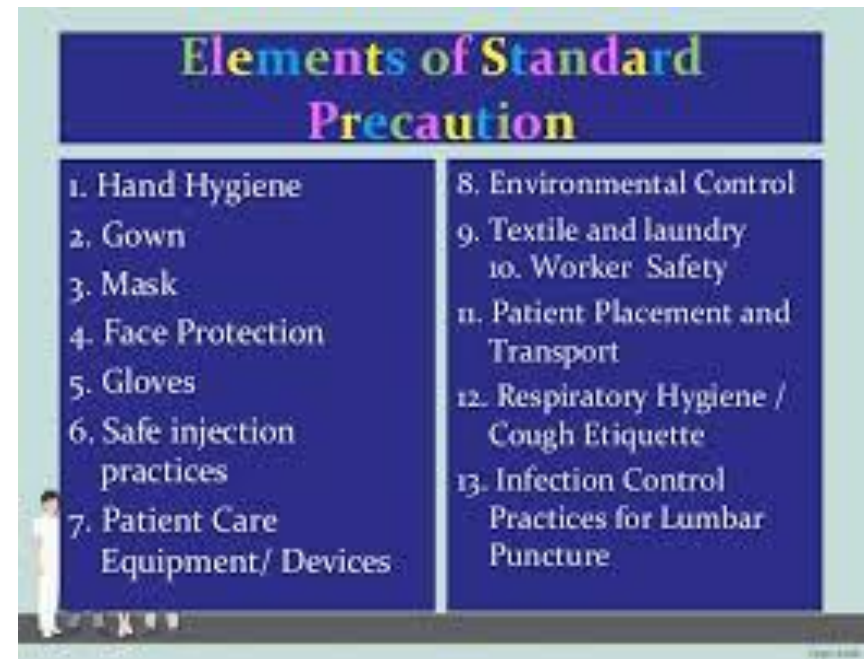 Elements of Standard
Precaution
1. Hand Hygiene
2. Gown
3. Mask
4. Face Protection
5. Gloves
6. Safe injection
practices
7. Patient Care
Equipment/ Devices
8. Environmental Control
9. Textile and laundry
10. Worker Safety
11. Patient Placement and
Transport
12. Respiratory Hygiene /
Cough Etiquette
13. Infection Control
Practices for Lumbar
Puncture